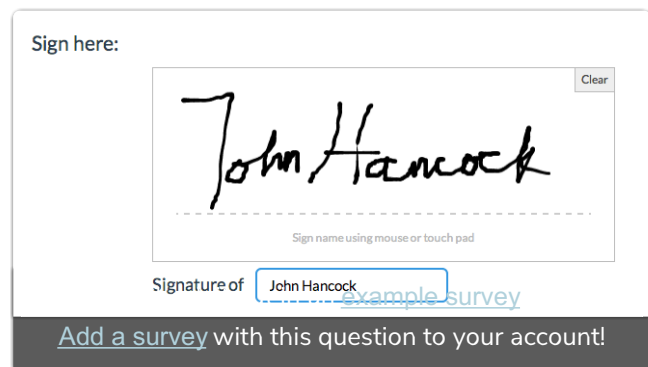 Sign here:
Clear
John Hancock
Sign name using mouse or touch pad
Signature of John Hancock
example survey
Add a survey with this question to your account!